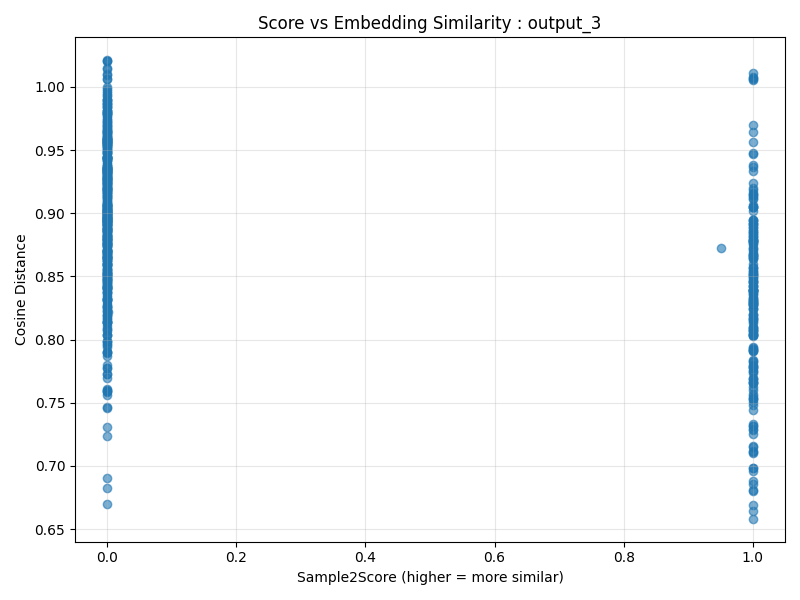 Score vs Embedding Similarity : output_3
Cosine Distance
1.00
0.95
0.90
0.85
0.80
0.75
0.70
0.65
0.0 0.2 0.4 0.6 0.8 1.0
Sample2Score (higher = more similar)